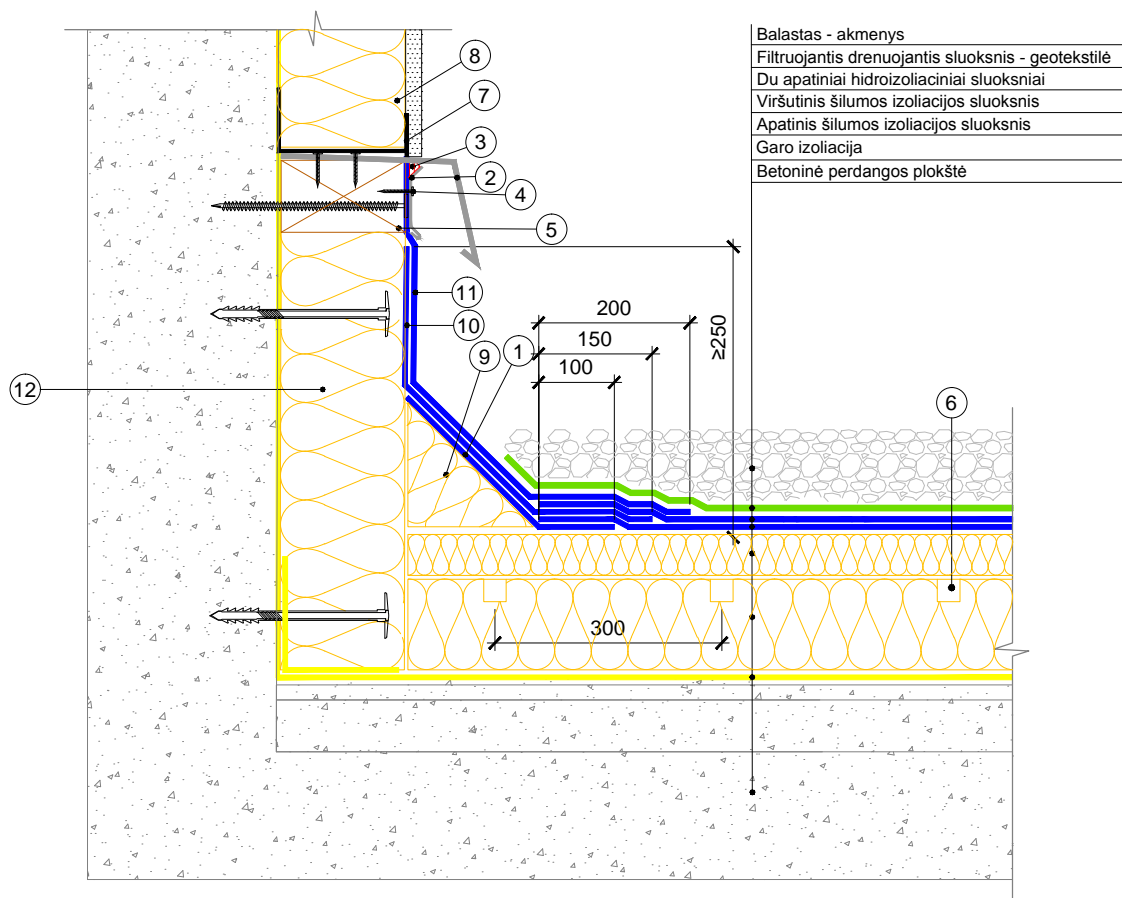 Balastas - akmenys
Filtruojantis drenuojantis sluoksnis - geotekstilė
Du apatiniai hidroizoliaciniai sluoksniai
Viršutinis šilumos izoliacijos sluoksnis
Apatinis šilumos izoliacijos sluoksnis
Garo izoliacija
Betoninė perdangos plokštė
8
7
3
2
4
5
11
10
9
1
12
6
200
150
100
≥250
300